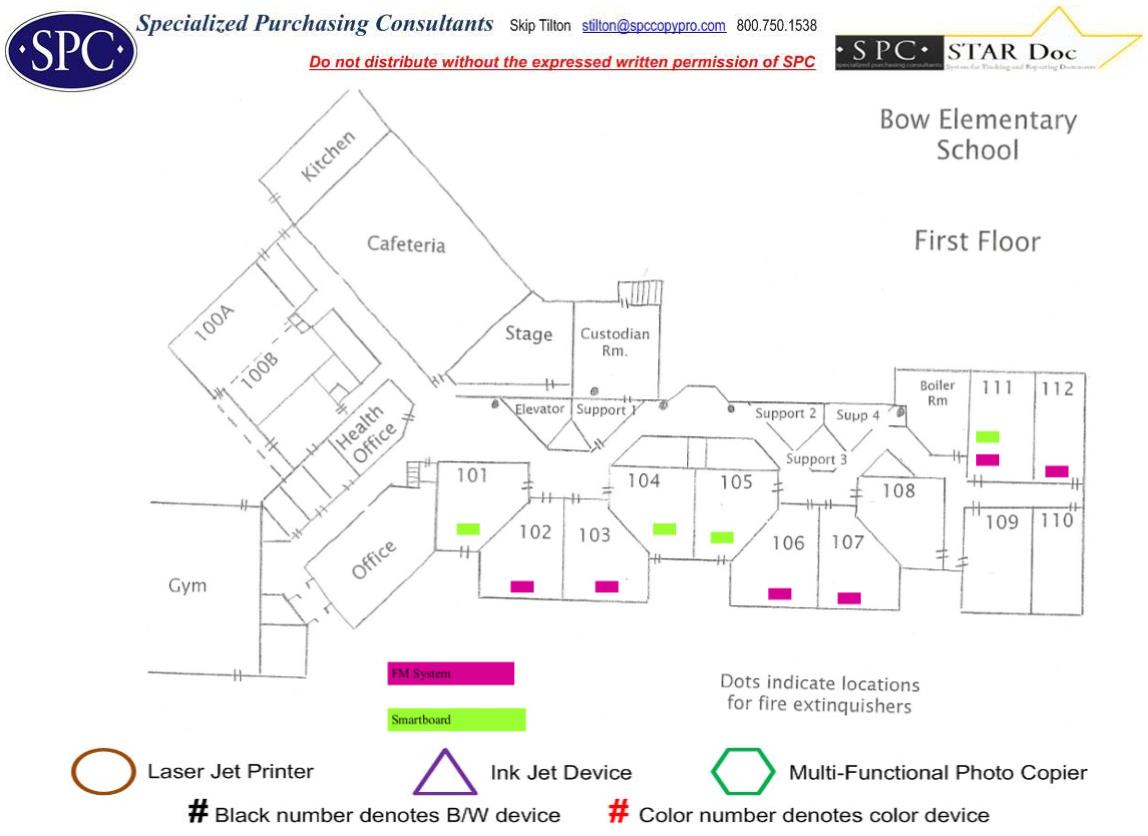 SPC
Specialized Purchasing Consultants Skip Tilton stilton@spccopypro.com 800.750.1538
Do not distribute without the expressed written permission of SPC
SPC STAR Doc
specialized purchasing consultants System for Tracking and Reporting Documents
Bow Elementary
School
First Floor
Kitchen
Cafeteria
100A
100B
Stage
Custodian
Rm.
Elevator
Support 1
Support 2
Supp 4
Support 3
Boiler
Rm
111
112
Health
Office
101
102
103
104
105
106
107
108
109
110
Office
Gym
FM System
Smartboard
Dots indicate locations
for fire extinguishers
Laser Jet Printer
Ink Jet Device
Multi-Functional Photo Copier
# Black number denotes B/W device
# Color number denotes color device